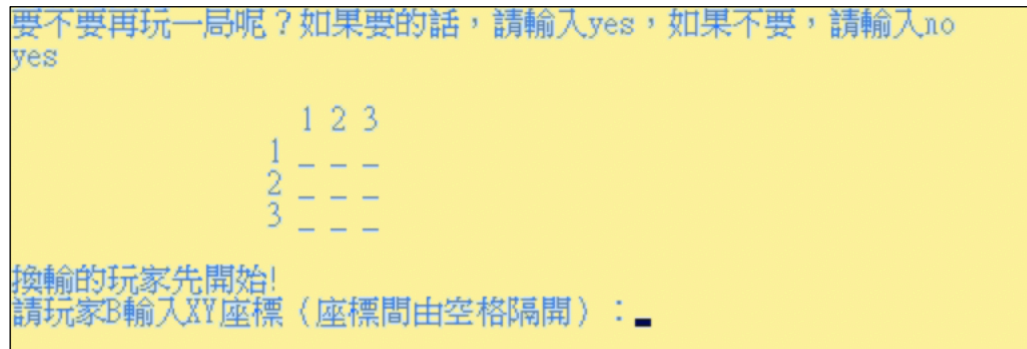 要不要再玩一局呢？如果要的話，請輸入yes，如果不要，請輸入no
yes
1 2 3
1 _ _ _
2 _ _ _
3 _ _ _
換輸的玩家先開始!
請玩家B輸入XY座標（座標間由空格隔開）：